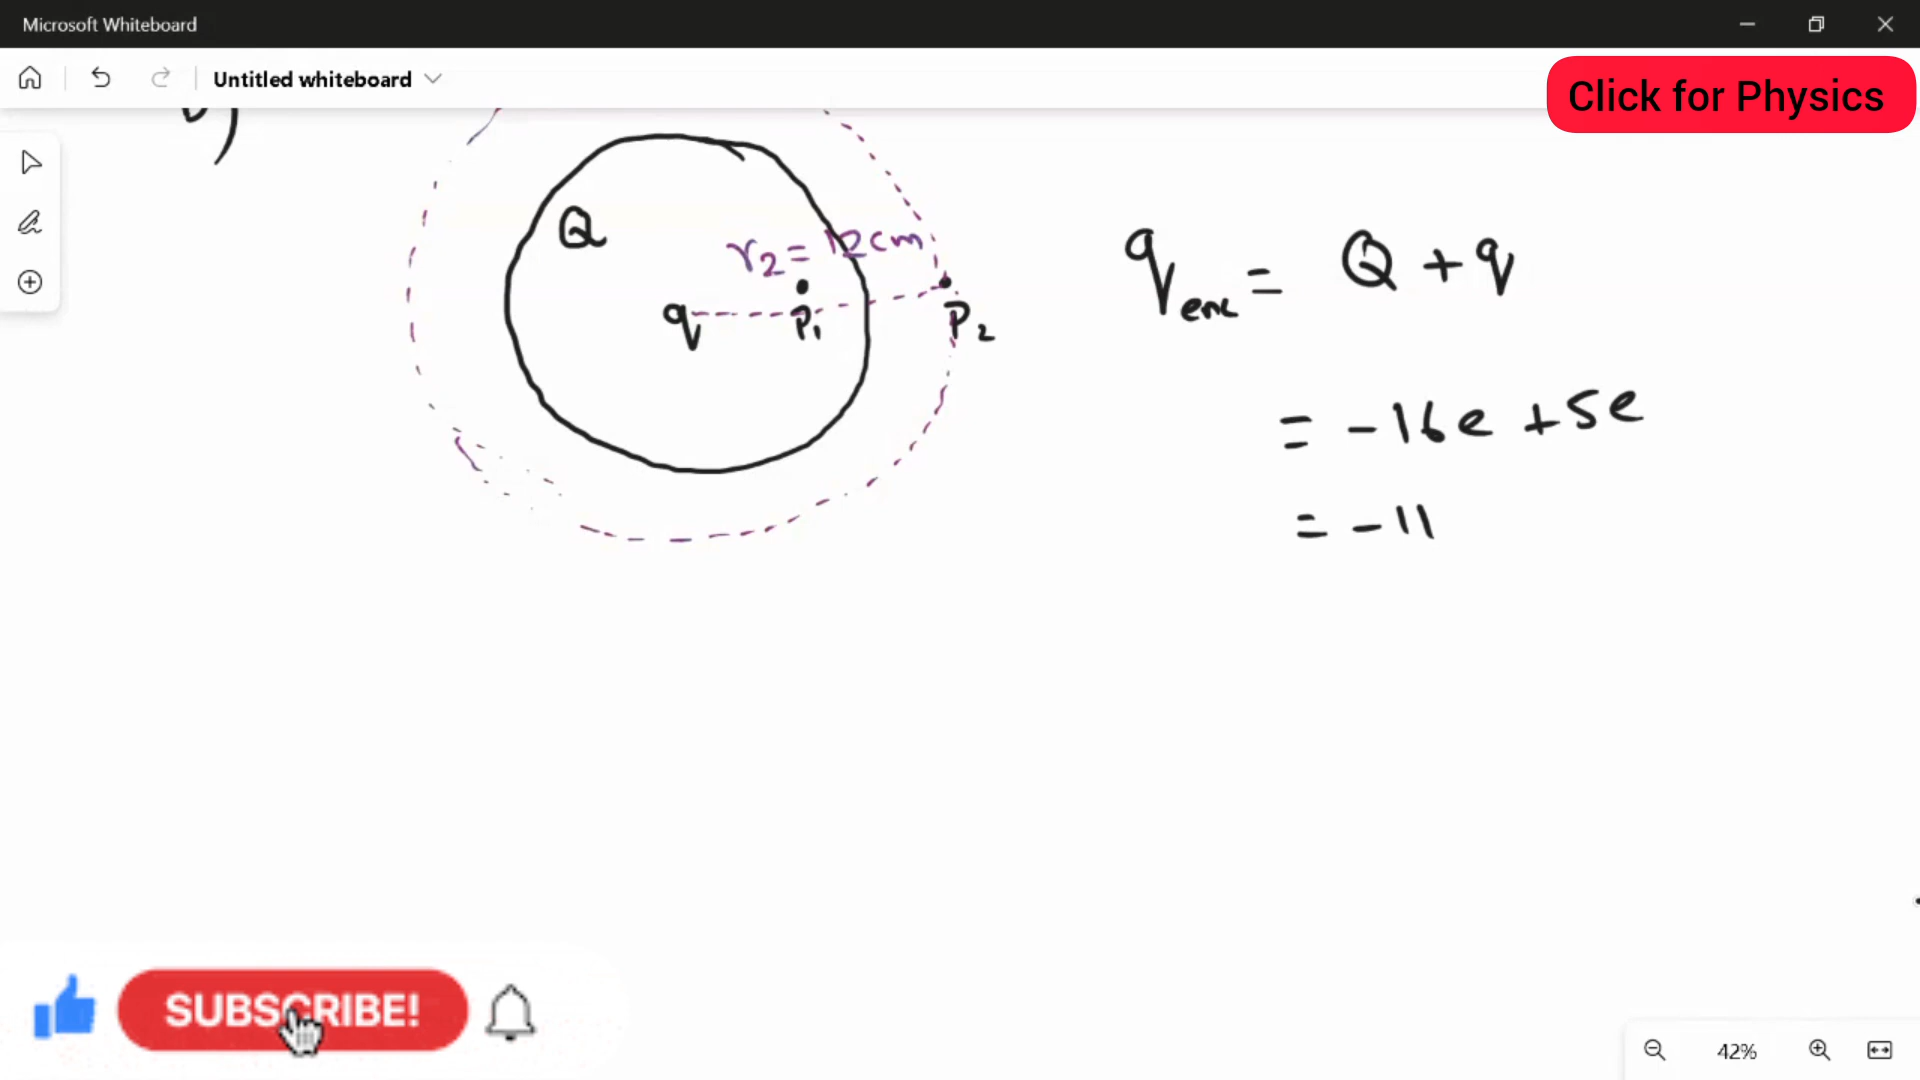 Microsoft Whiteboard
Untitled whiteboard
Click for Physics
Q
r₂ = 12cm
q
P₁
P₂
q_enc = Q + q
= -16e + 5e
= -11
SUBSCRIBE!
42%